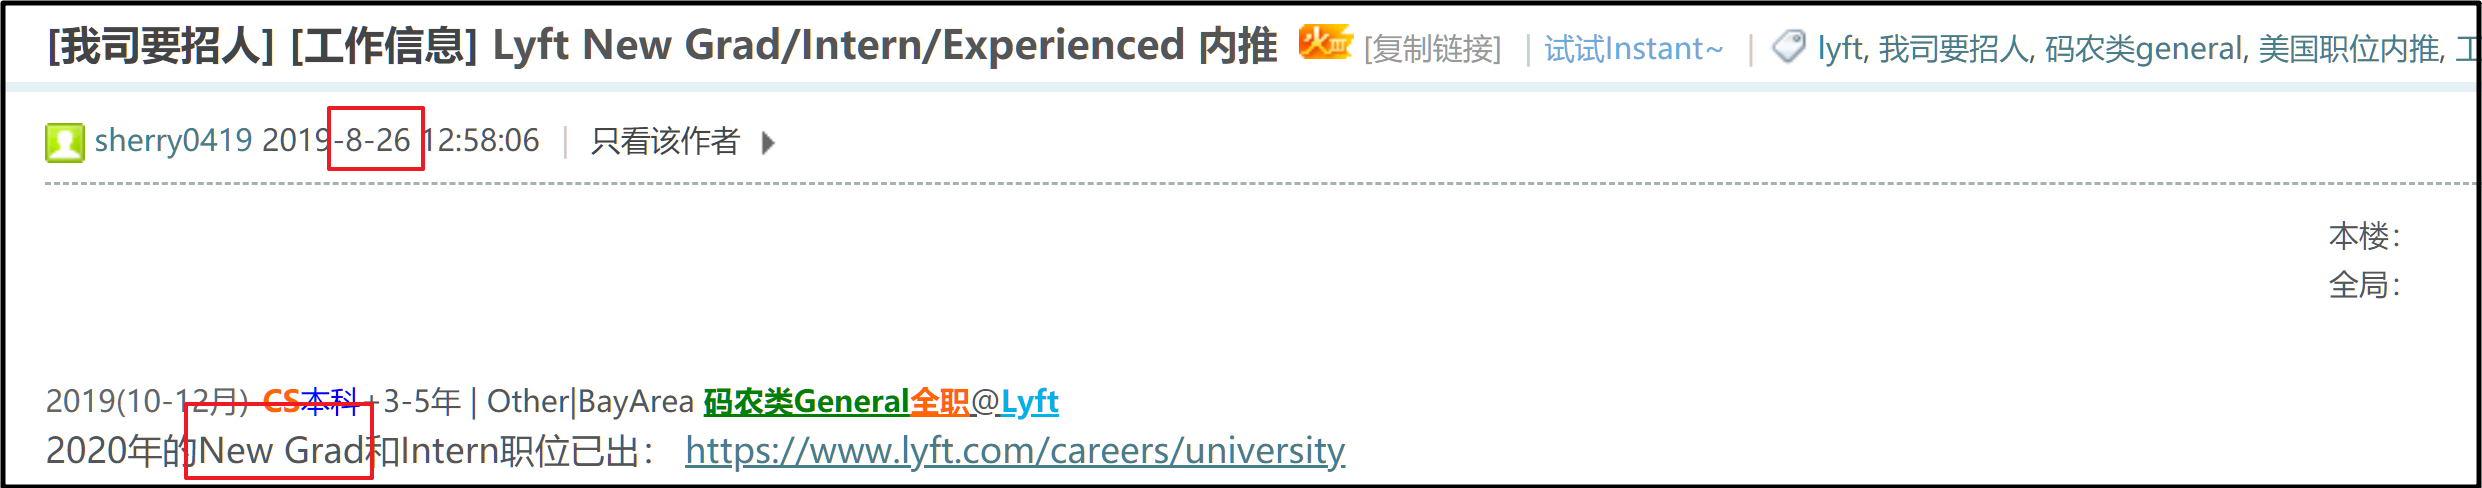 [我司要招人] [工作信息] Lyft New Grad/Intern/Experienced 内推 火 [复制链接] | 试试Instant~ | lyft, 我司要招人, 码农类general, 美国职位内推, 工
sherry0419 2019-8-26 12:58:06 | 只看该作者
本楼:
全局:
2019(10-12月) CS本科+3-5年 | Other|BayArea 码农类General全职@Lyft
2020年的New Grad和Intern职位已出： https://www.lyft.com/careers/university